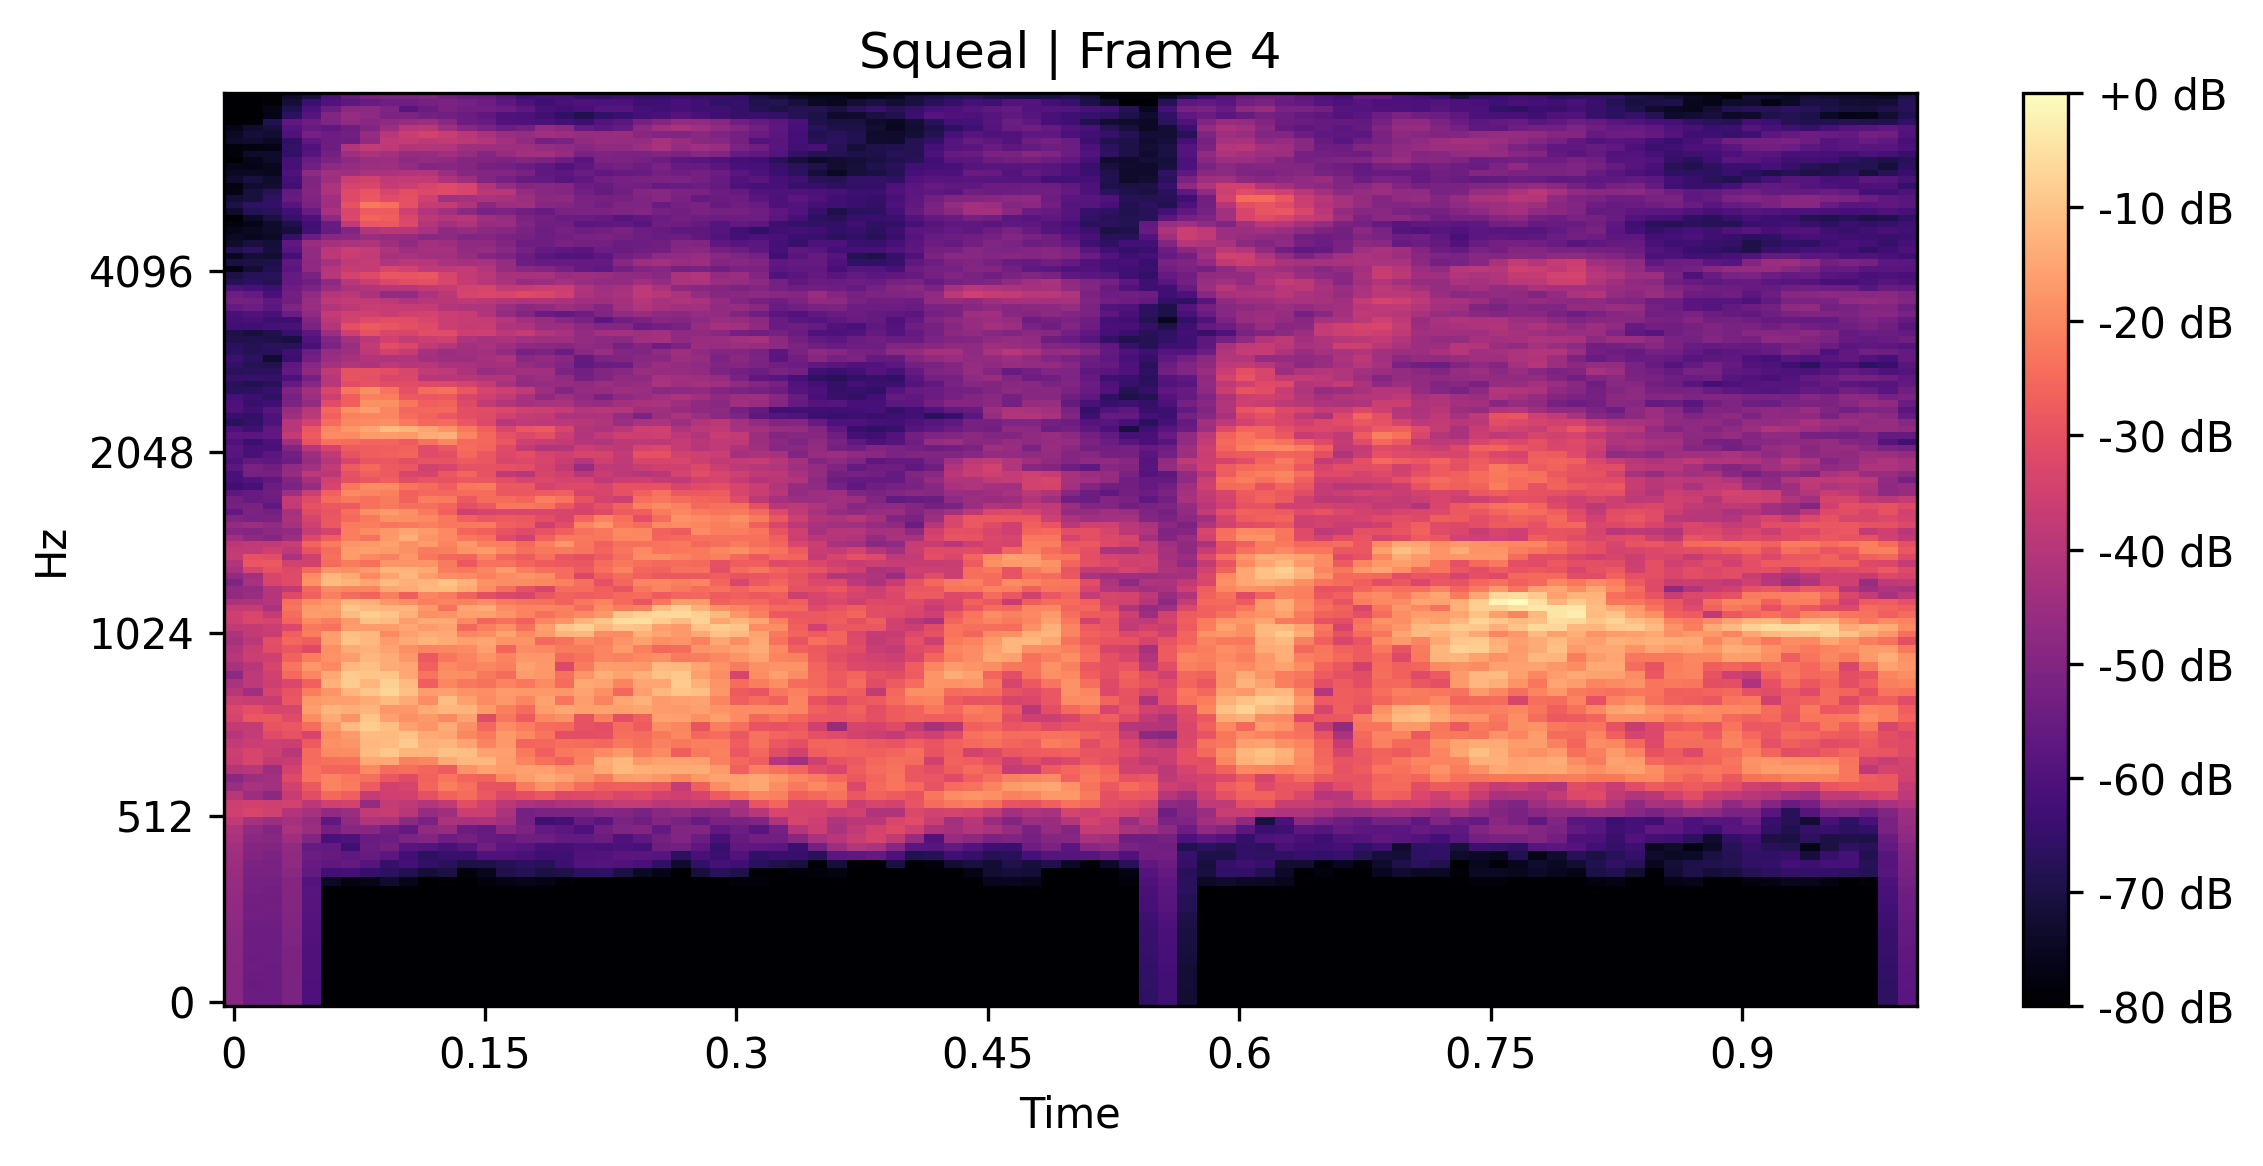 Squeal | Frame 4
Hz
4096
2048
1024
512
0
0 0.15 0.3 0.45 0.6 0.75 0.9
Time
+0 dB
-10 dB
-20 dB
-30 dB
-40 dB
-50 dB
-60 dB
-70 dB
-80 dB